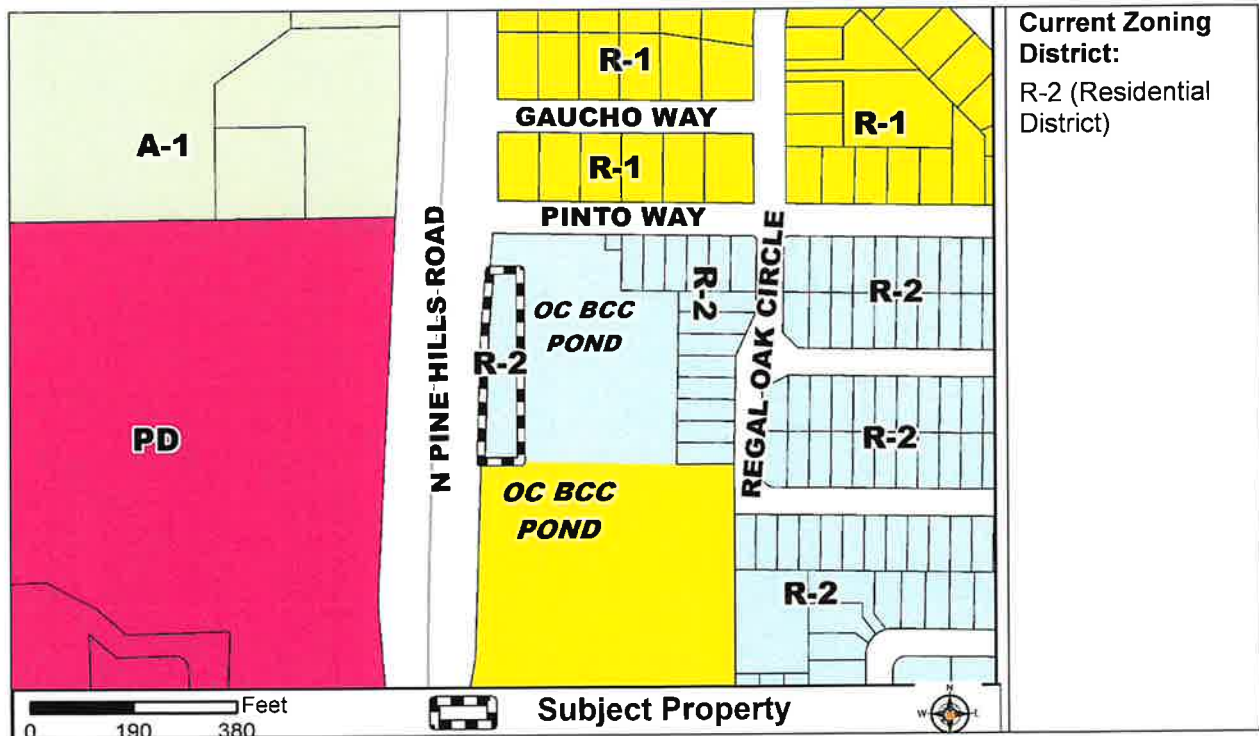 Current Zoning
District:
R-2 (Residential
District)
R-1
GAUCHO WAY
R-1
A-1
R-1
PINTO WAY
N PINE HILLS ROAD
REGAL OAK CIRCLE
R-2
R-2
OC BCC
POND
R-2
PD
R-2
OC BCC
POND
R-2
Feet
0 190 380
Subject Property
N
W